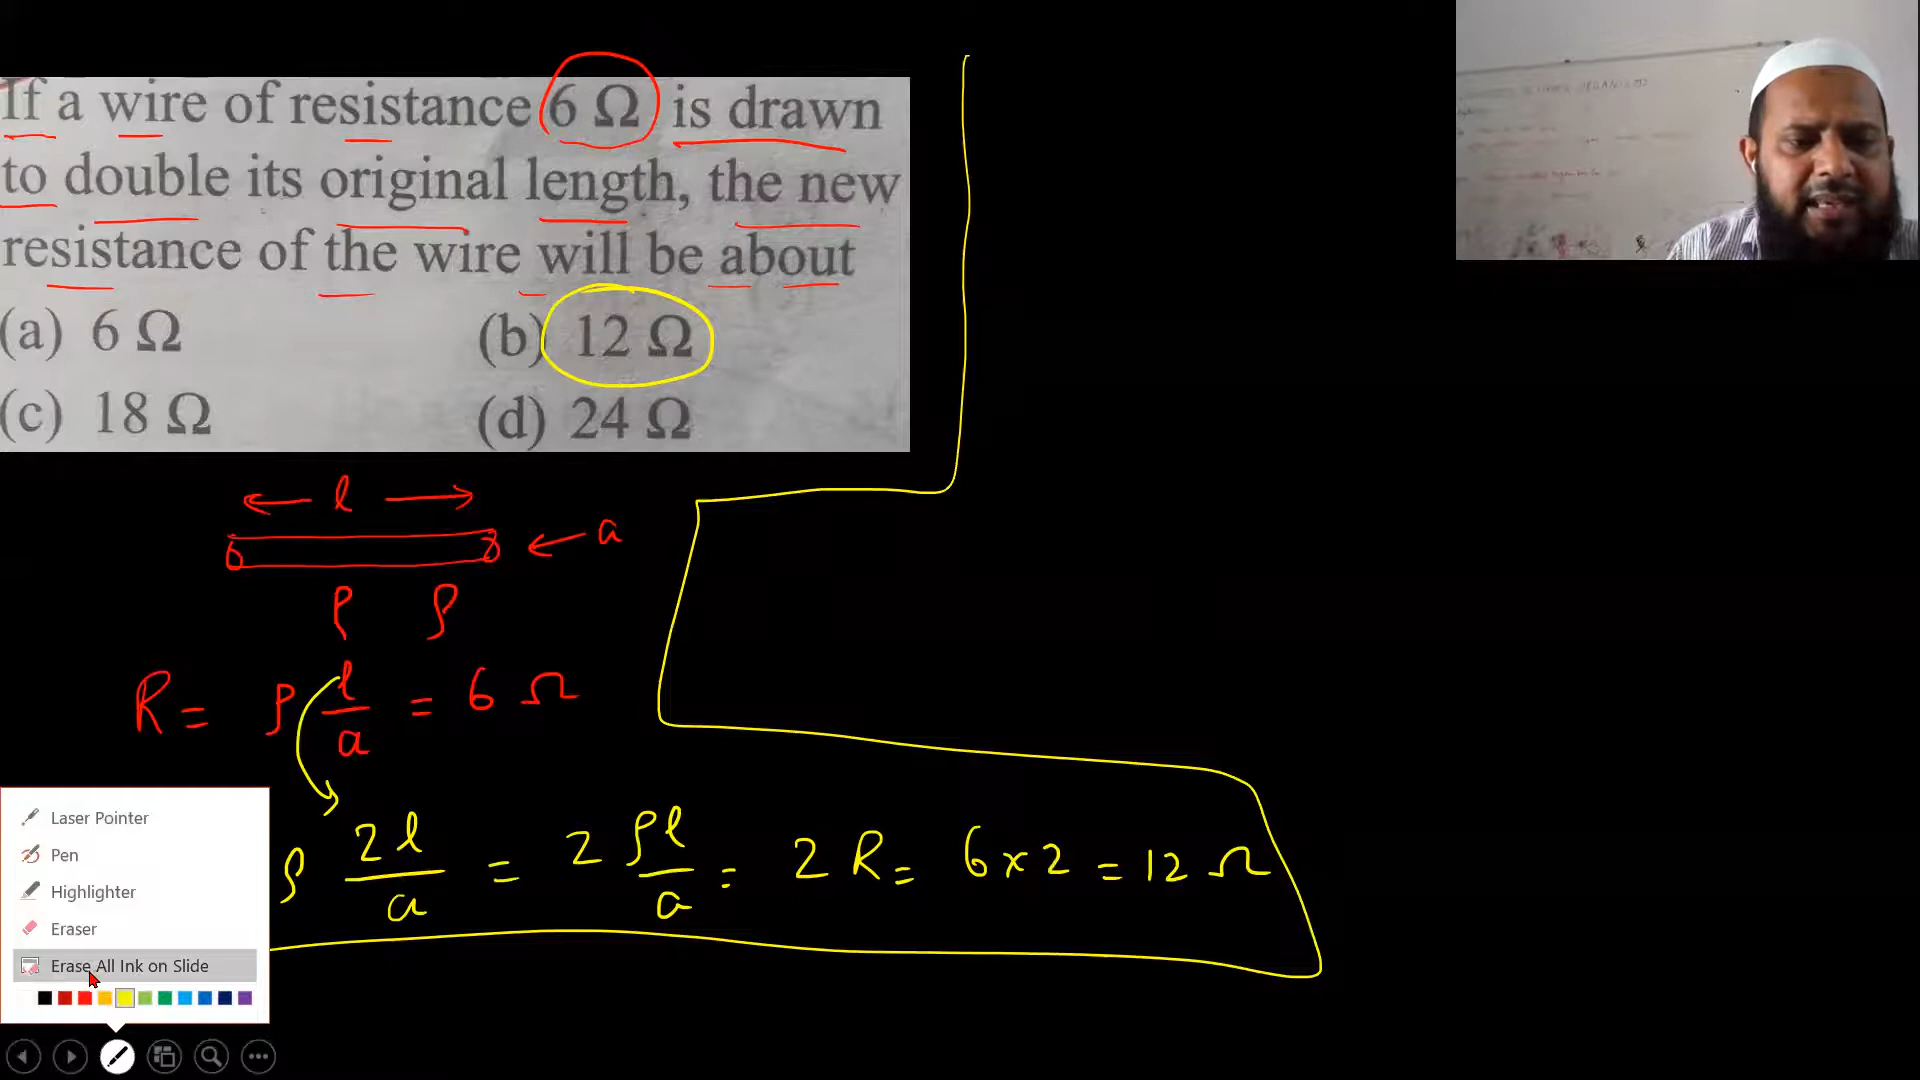 If a wire of resistance 6 Ω is drawn
to double its original length, the new
resistance of the wire will be about
(a) 6 Ω (b) 12 Ω
(c) 18 Ω (d) 24 Ω
l
a
ρ ρ
R = ρ l/a = 6 Ω
ρ 2l/a = 2 ρl/a = 2 R = 6 x 2 = 12 Ω
Laser Pointer
Pen
Highlighter
Eraser
Erase All Ink on Slide